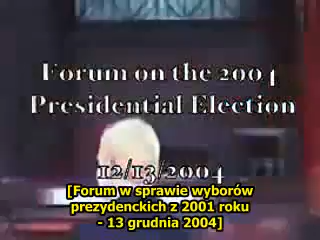 Forum on the 2004
Presidential Election
12/13/2004
[Forum w sprawie wyborów
prezydenckich z 2001 roku
- 13 grudnia 2004]